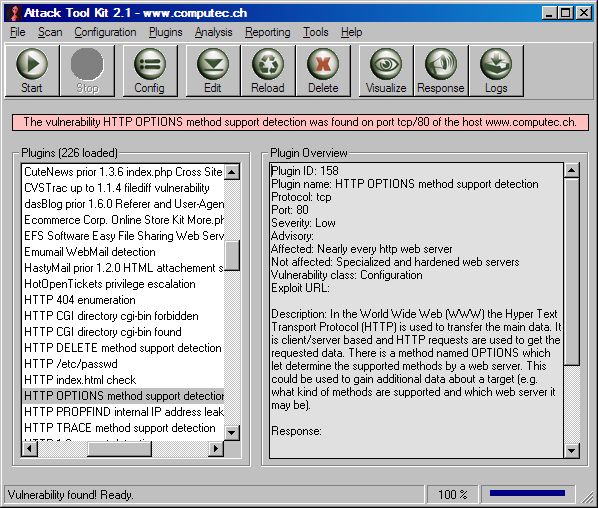 Attack Tool Kit 2.1 - www.computec.ch
File Scan Configuration Plugins Analysis Reporting Tools Help
Start Stop Config Edit Reload Delete Visualize Response Logs
The vulnerability HTTP OPTIONS method support detection was found on port tcp/80 of the host www.computec.ch.
Plugins (226 loaded)
CuteNews prior 1.3.6 index.php Cross Site
CVSTrac up to 1.1.4 filediff vulnerability
dasBlog prior 1.6.0 Referer and User-Agen
Ecommerce Corp. Online Store Kit More.ph
EFS Software Easy File Sharing Web Serv
Emumail WebMail detection
HastyMail prior 1.2.0 HTML attachement s
HotOpenTickets privilege escalation
HTTP 404 enumeration
HTTP CGI directory cgi-bin forbidden
HTTP CGI directory cgi-bin found
HTTP DELETE method support detection
HTTP /etc/passwd
HTTP index.html check
HTTP OPTIONS method support detection
HTTP PROPFIND internal IP address leak
HTTP TRACE method support detection
Plugin Overview
Plugin ID: 158
Plugin name: HTTP OPTIONS method support detection
Protocol: tcp
Port: 80
Severity: Low
Advisory:
Affected: Nearly every http web server
Not affected: Specialized and hardened web servers
Vulnerability class: Configuration
Exploit URL:
Description: In the World Wide Web (WWW) the Hyper Text
Transport Protocol (HTTP) is used to transfer the main data. It
is client/server based and HTTP requests are used to get the
requested data. There is a method named OPTIONS which
let determine the supported methods by a web server. This
could be used to gain additional data about a target (e.g.
what kind of methods are supported and which web server it
may be).
Response:
Vulnerability found! Ready.
100 %